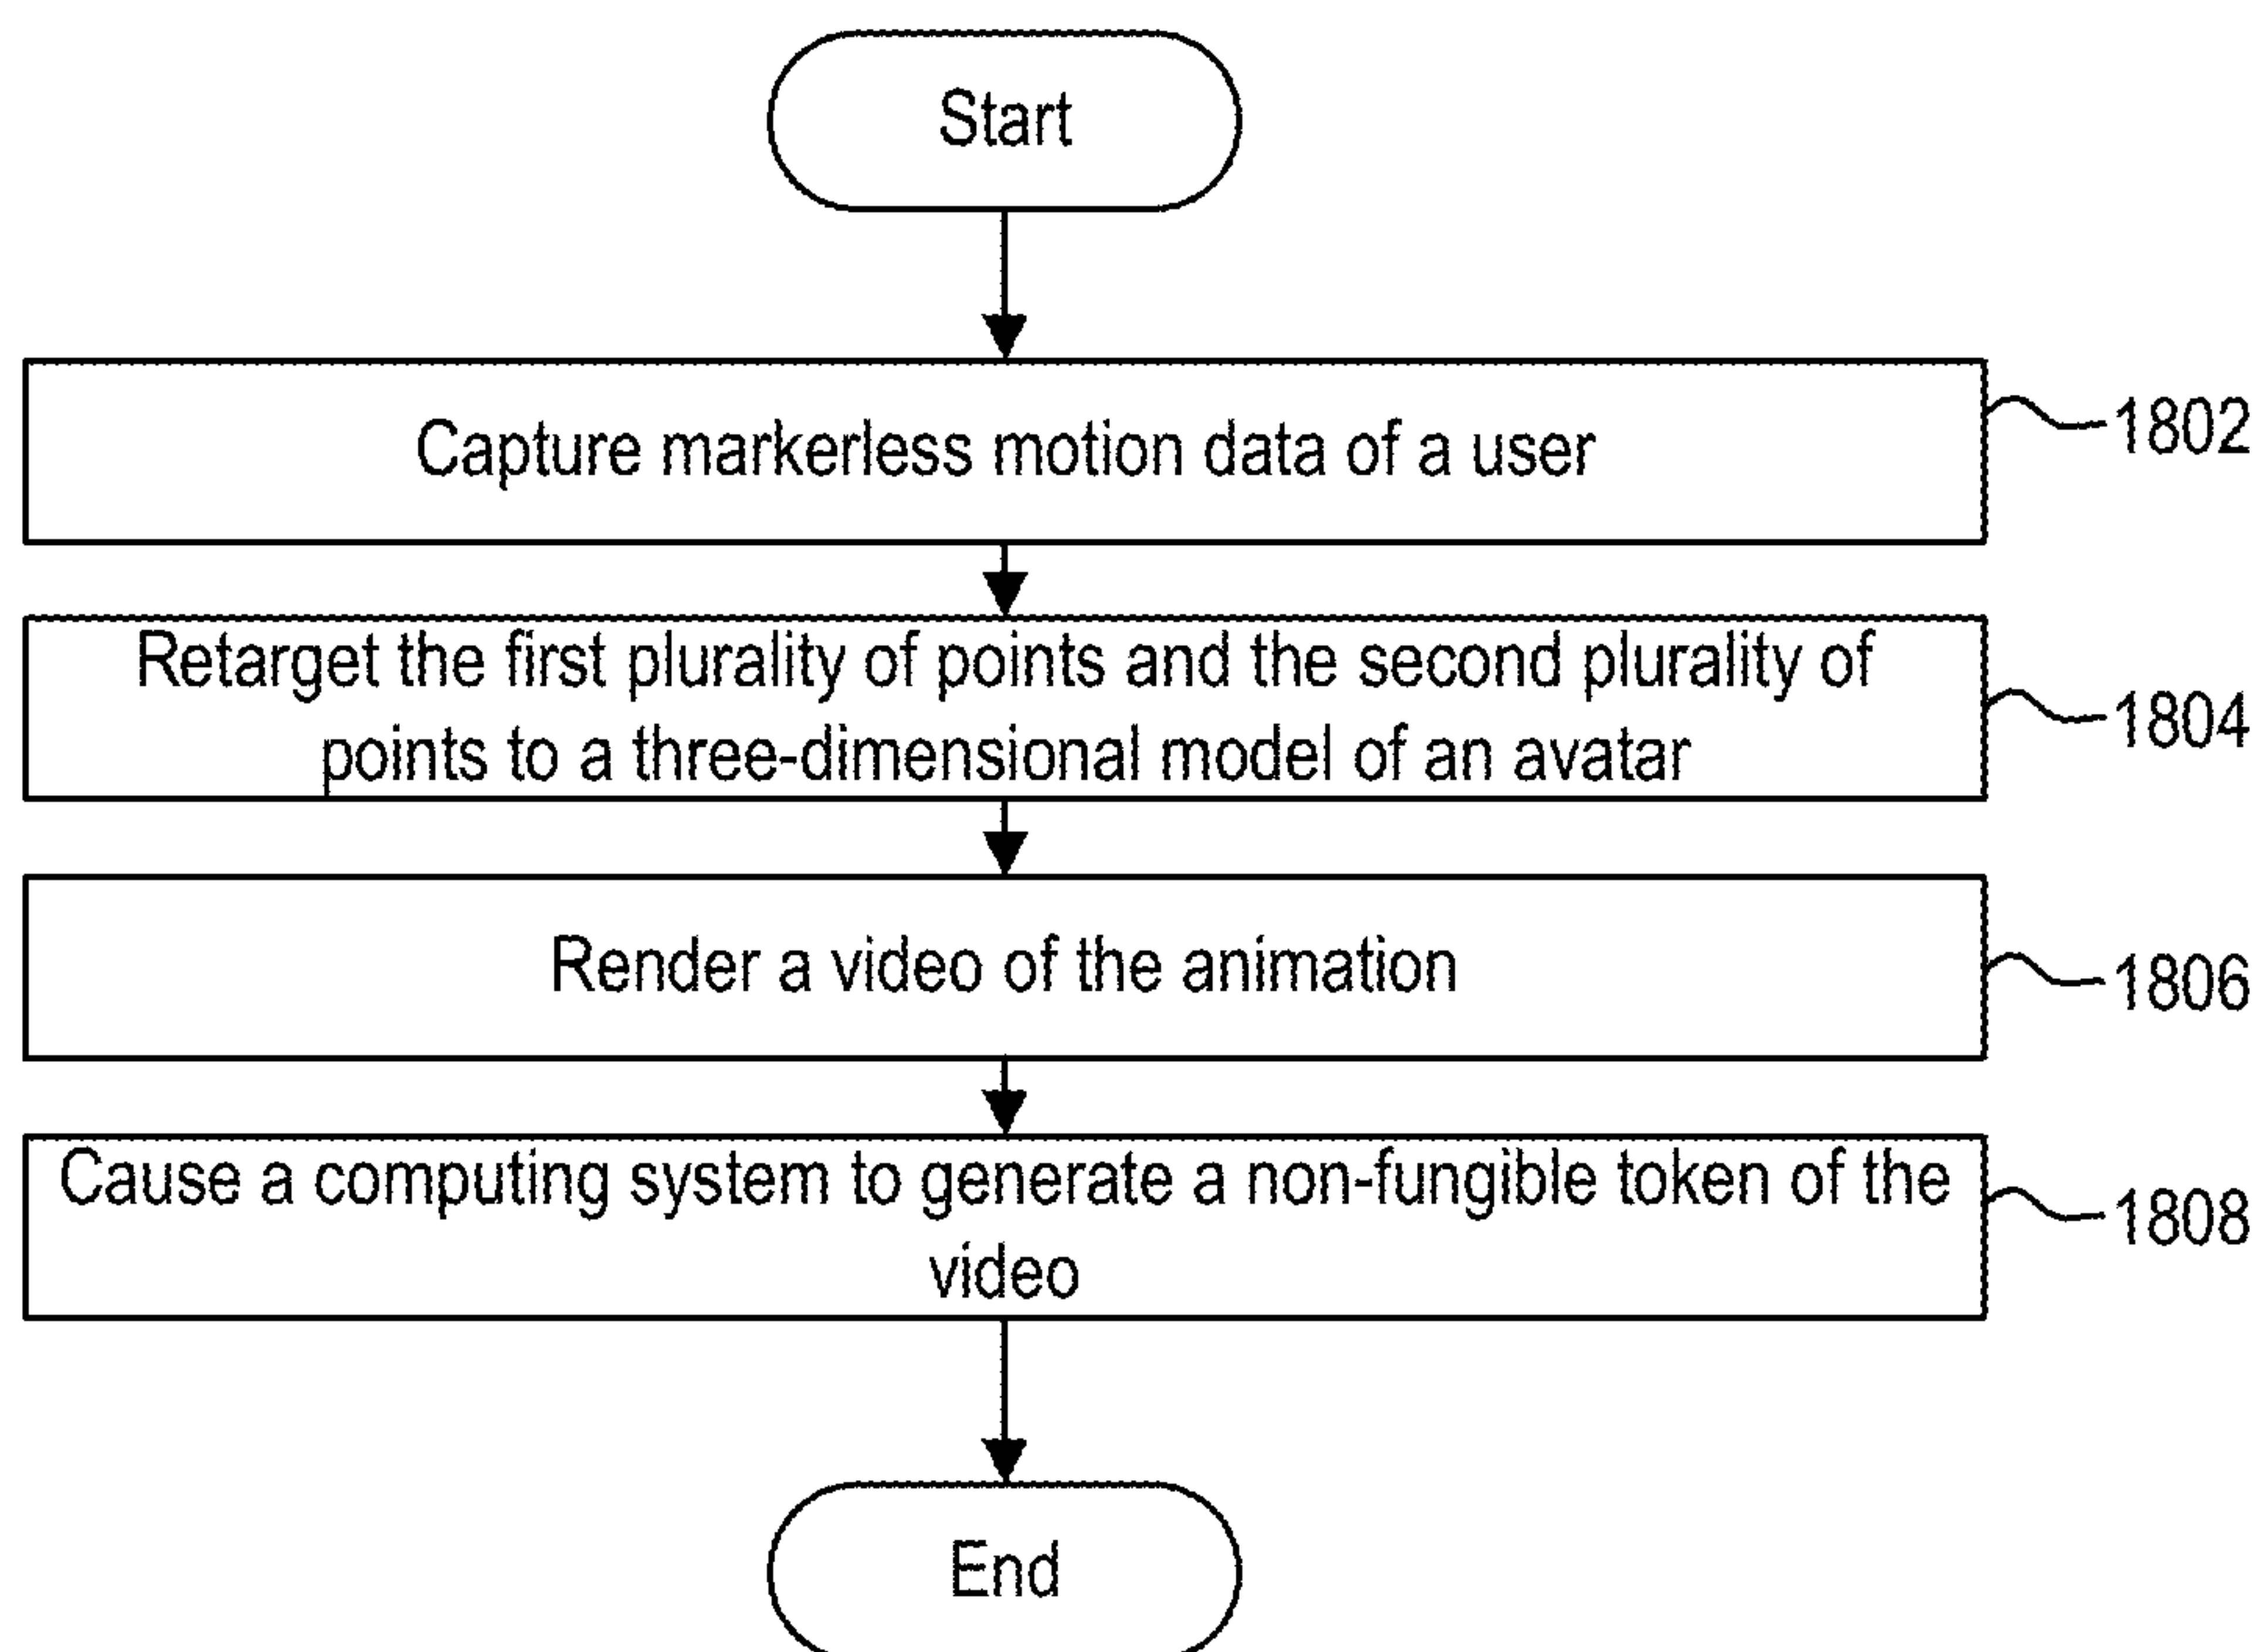 Start
Capture markerless motion data of a user
1802
Retarget the first plurality of points and the second plurality of
points to a three-dimensional model of an avatar
1804
Render a video of the animation
1806
Cause a computing system to generate a non-fungible token of the
video
1808
End